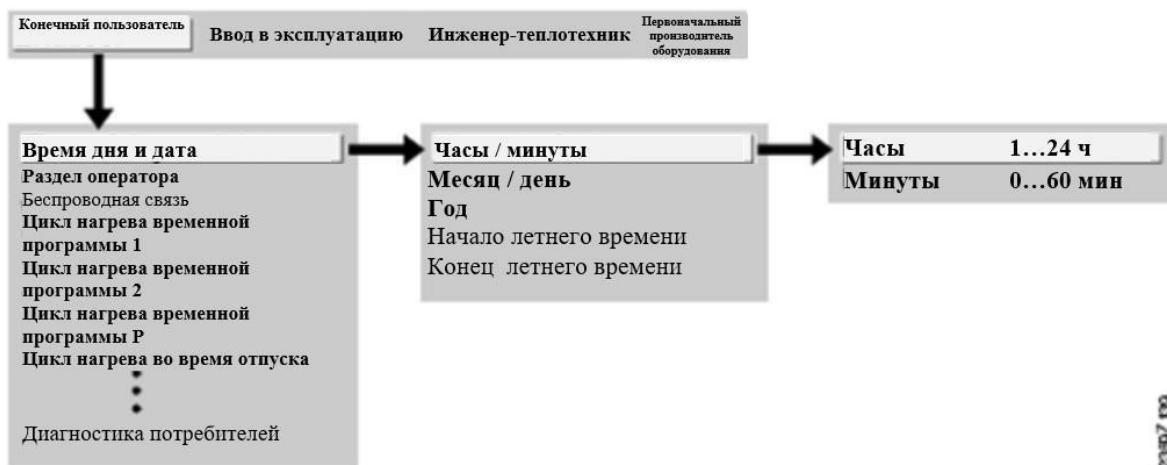 Конечный пользователь
Ввод в эксплуатацию
Инженер-теплотехник
Первоначальный
производитель
оборудования
Время дня и дата
Раздел оператора
Беспроводная связь
Цикл нагрева временной
программы 1
Цикл нагрева временной
программы 2
Цикл нагрева временной
программы P
Цикл нагрева во время отпуска
Диагностика потребителей
Часы / минуты
Месяц / день
Год
Начало летнего времени
Конец летнего времени
Часы 1…24 ч
Минуты 0…60 мин